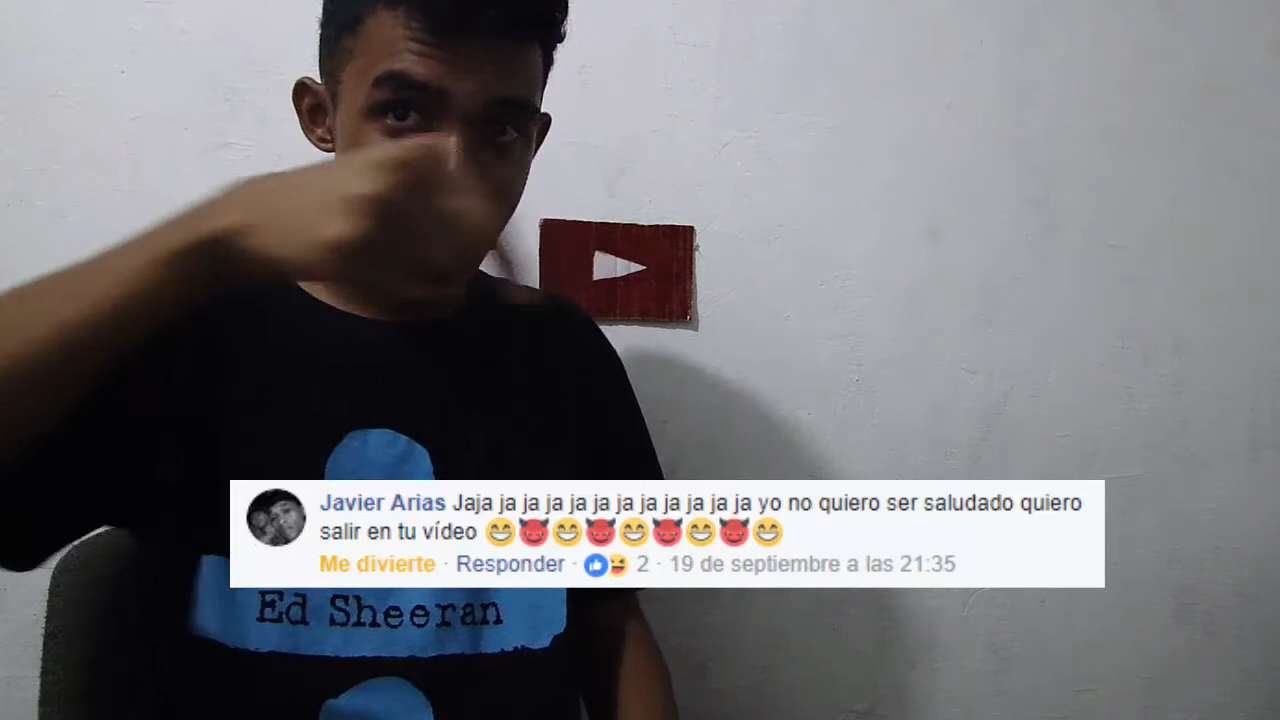 Javier Arias Jaja ja ja ja ja ja ja ja ja ja ja ja yo no quiero ser saludado quiero
salir en tu vídeo 😁😈😁😈😁😈😁😈😁
Me divierte · Responder · 2 · 19 de septiembre a las 21:35
Ed Sheeran